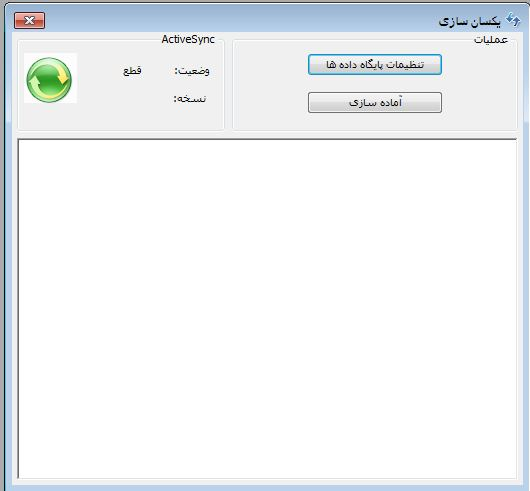 یکسان سازی
عملیات
تنظیمات پایگاه داده ها
آماده سازی
ActiveSync
وضعیت: قطع
نسخه: